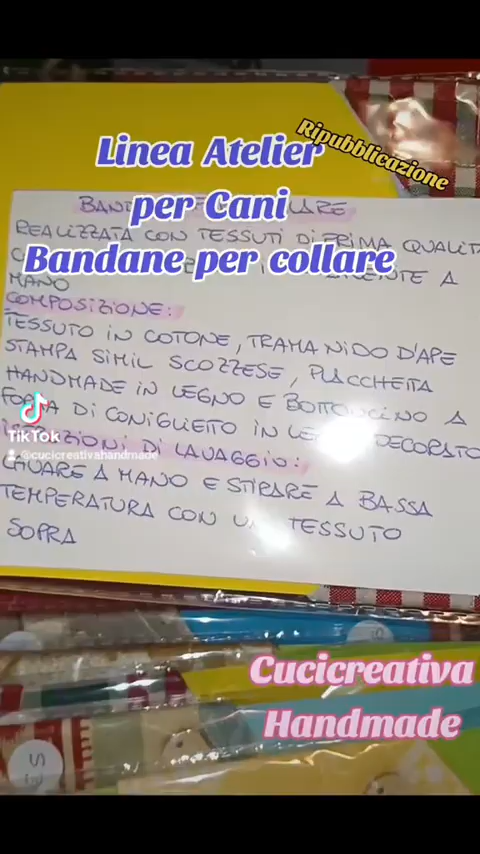 Ripubblicazione
Linea Atelier
per Cani
Bandane per collare
REALIZZATA CON TESSUTI DI PRIMA QUALITÀ
A
MANO
COMPOSIZIONE:
TESSUTO IN COTONE, TRAMA NIDO D'APE
STAMPA SIMIL SCOZZESE, PLACCHETTA
HANDMADE IN LEGNO E BOTTONCINO A
DI CONIGLIETTO IN DECORATO
DI LAVAGGIO:
LAVARE A MANO E STIRARE A BASSA
TEMPERATURA CON UN TESSUTO
SOPRA
TikTok
@cucicreativahandmade
Cucicreativa
Handmade
S